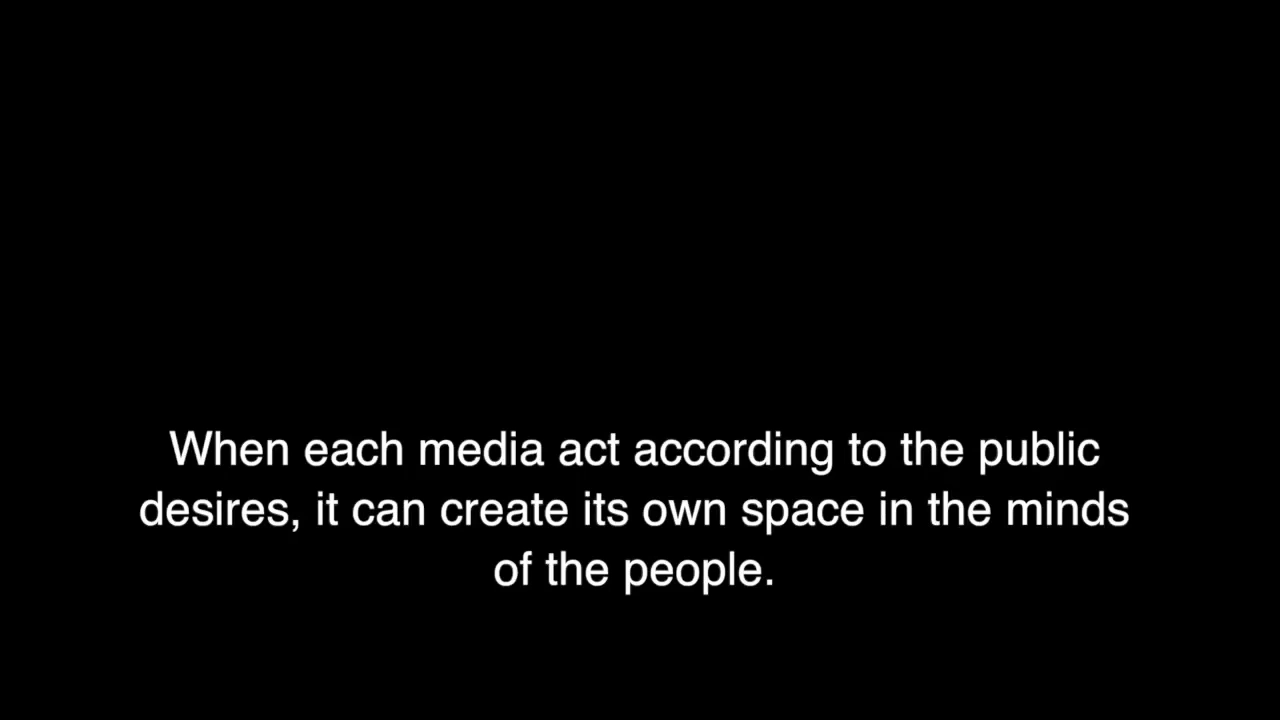 When each media act according to the public
desires, it can create its own space in the minds
of the people.